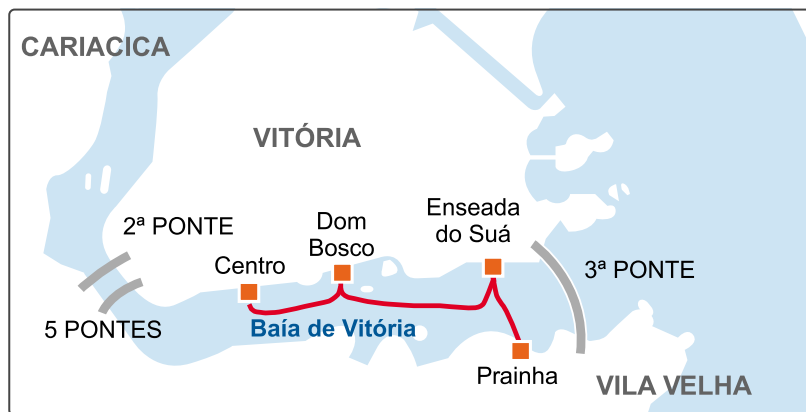 CARIACICA
VITÓRIA
2ª PONTE
Dom
Bosco
Enseada
do Suá
Centro
3ª PONTE
5 PONTES
Baía de Vitória
Prainha
VILA VELHA